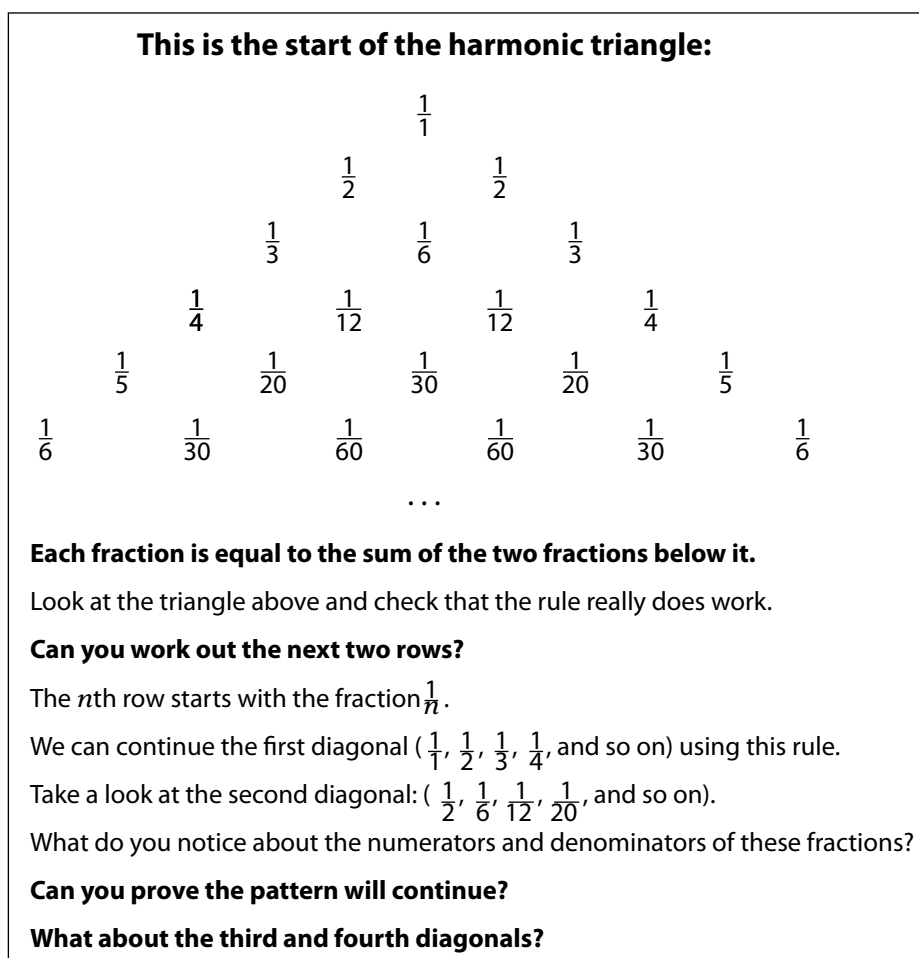 This is the start of the harmonic triangle:
1/1
1/2 1/2
1/3 1/6 1/3
1/4 1/12 1/12 1/4
1/5 1/20 1/30 1/20 1/5
1/6 1/30 1/60 1/60 1/30 1/6
...
Each fraction is equal to the sum of the two fractions below it.
Look at the triangle above and check that the rule really does work.
Can you work out the next two rows?
The nth row starts with the fraction 1/n.
We can continue the first diagonal ( 1/1, 1/2, 1/3, 1/4, and so on) using this rule.
Take a look at the second diagonal: ( 1/2, 1/6, 1/12, 1/20, and so on).
What do you notice about the numerators and denominators of these fractions?
Can you prove the pattern will continue?
What about the third and fourth diagonals?